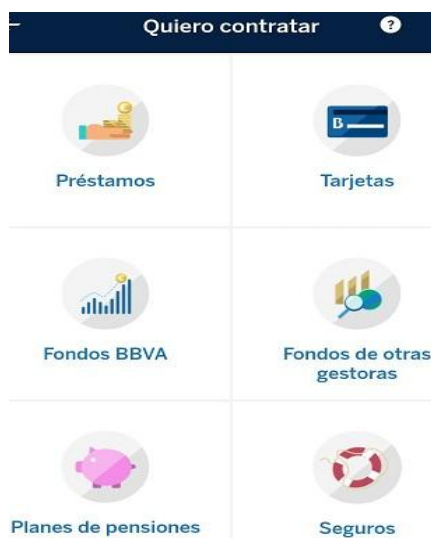 Quiero contratar ?
Préstamos
B
Tarjetas
Fondos BBVA
Fondos de otras
gestoras
Planes de pensiones
Seguros